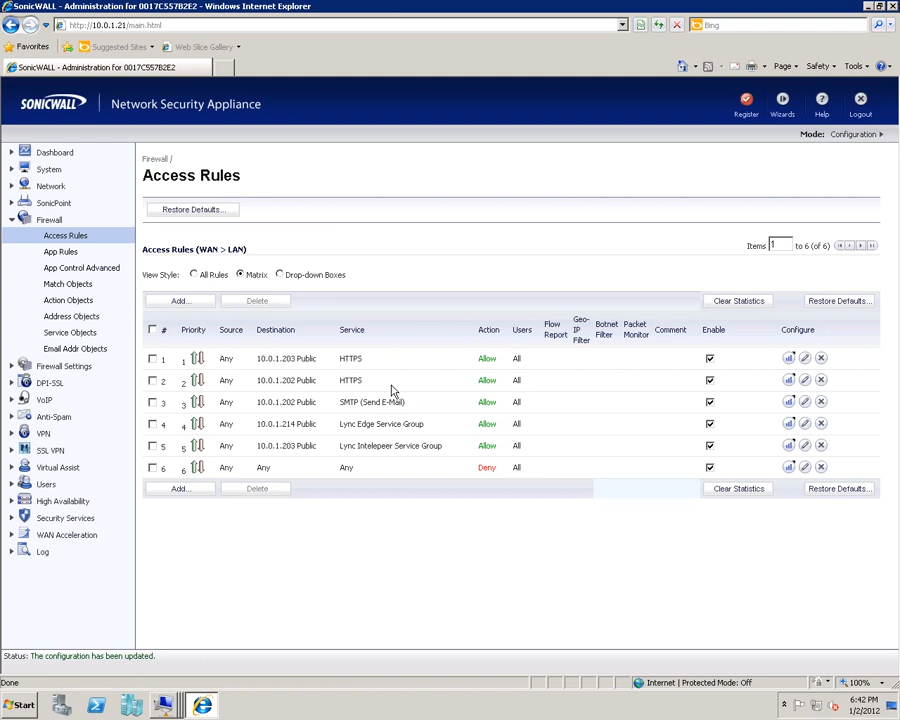 SonicWALL - Administration for 0017C557B2E2 - Windows Internet Explorer
http://10.0.1.21/main.html
Bing
Favorites
Suggested Sites
Web Slice Gallery
SonicWALL - Administration for 0017C557B2E2
Page
Safety
Tools
SONICWALL
Network Security Appliance
Register
Wizards
Help
Logout
Mode: Configuration
Dashboard
System
Network
SonicPoint
Firewall
Access Rules
App Rules
App Control Advanced
Match Objects
Action Objects
Address Objects
Service Objects
Email Addr Objects
Firewall Settings
DPI-SSL
VoIP
Anti-Spam
VPN
SSL VPN
Virtual Assist
Users
High Availability
Security Services
WAN Acceleration
Log
Firewall /
Access Rules
Restore Defaults...
Access Rules (WAN > LAN)
Items 1 to 6 (of 6)
View Style: All Rules Matrix Drop-down Boxes
Add... Delete Clear Statistics Restore Defaults...
# Priority Source Destination Service Action Users Flow Report Geo-IP Filter Botnet Filter Packet Monitor Comment Enable Configure
1 1 Any 10.0.1.203 Public HTTPS Allow All
2 2 Any 10.0.1.202 Public HTTPS Allow All
3 3 Any 10.0.1.202 Public SMTP (Send E-Mail) Allow All
4 4 Any 10.0.1.214 Public Lync Edge Service Group Allow All
5 5 Any 10.0.1.203 Public Lync Intelepeer Service Group Allow All
6 6 Any Any Any Deny All
Add... Delete Clear Statistics Restore Defaults...
Status: The configuration has been updated.
Done
Internet | Protected Mode: Off
100%
Start
6:42 PM
1/2/2012